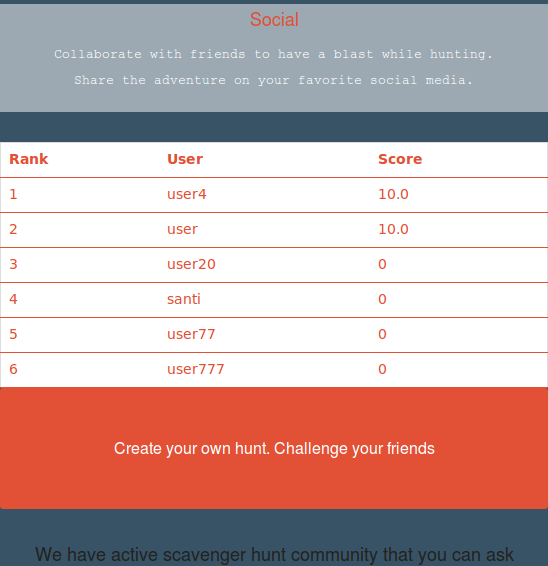 Social
Collaborate with friends to have a blast while hunting.
Share the adventure on your favorite social media.
Rank User Score
1 user4 10.0
2 user 10.0
3 user20 0
4 santi 0
5 user77 0
6 user777 0
Create your own hunt. Challenge your friends
We have active scavenger hunt community that you can ask